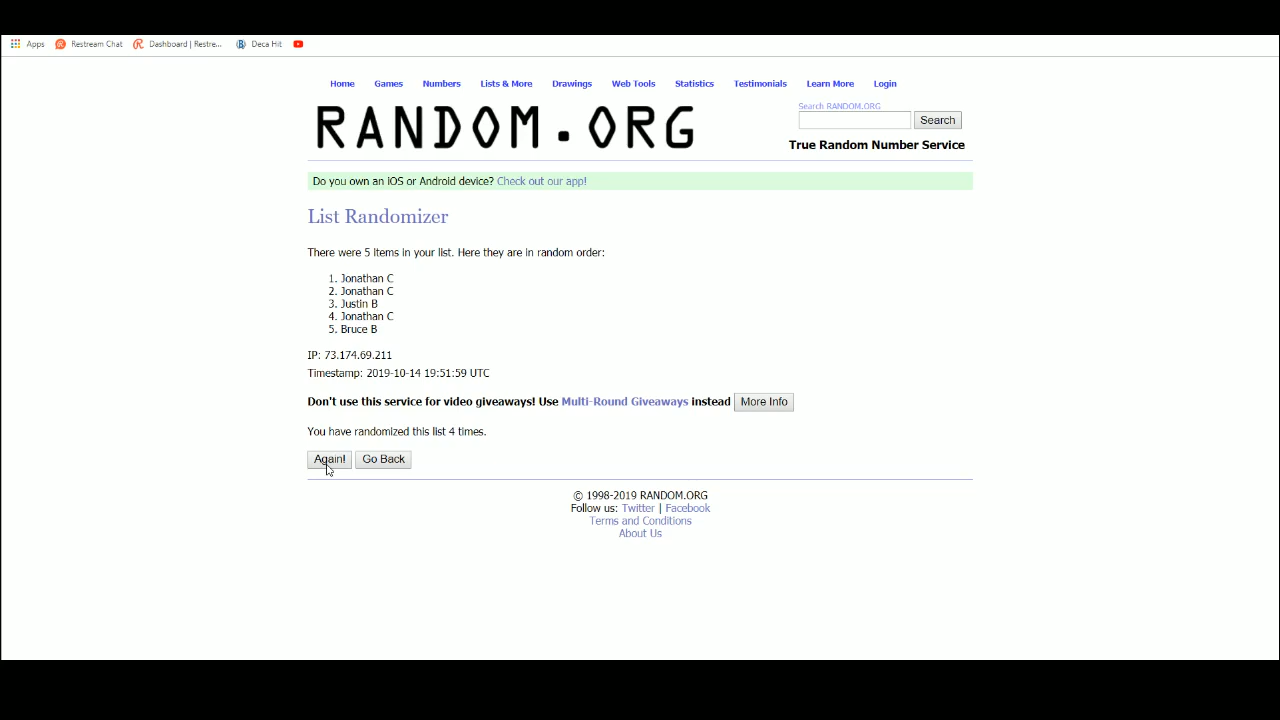 Apps Restream Chat Dashboard | Restre... Deca Hit
Home Games Numbers Lists & More Drawings Web Tools Statistics Testimonials Learn More Login
RANDOM.ORG
Search RANDOM.ORG
Search
True Random Number Service
Do you own an iOS or Android device? Check out our app!
List Randomizer
There were 5 items in your list. Here they are in random order:
1. Jonathan C
2. Jonathan C
3. Justin B
4. Jonathan C
5. Bruce B
IP: 73.174.69.211
Timestamp: 2019-10-14 19:51:59 UTC
Don't use this service for video giveaways! Use Multi-Round Giveaways instead More Info
You have randomized this list 4 times.
Again! Go Back
© 1998-2019 RANDOM.ORG
Follow us: Twitter | Facebook
Terms and Conditions
About Us